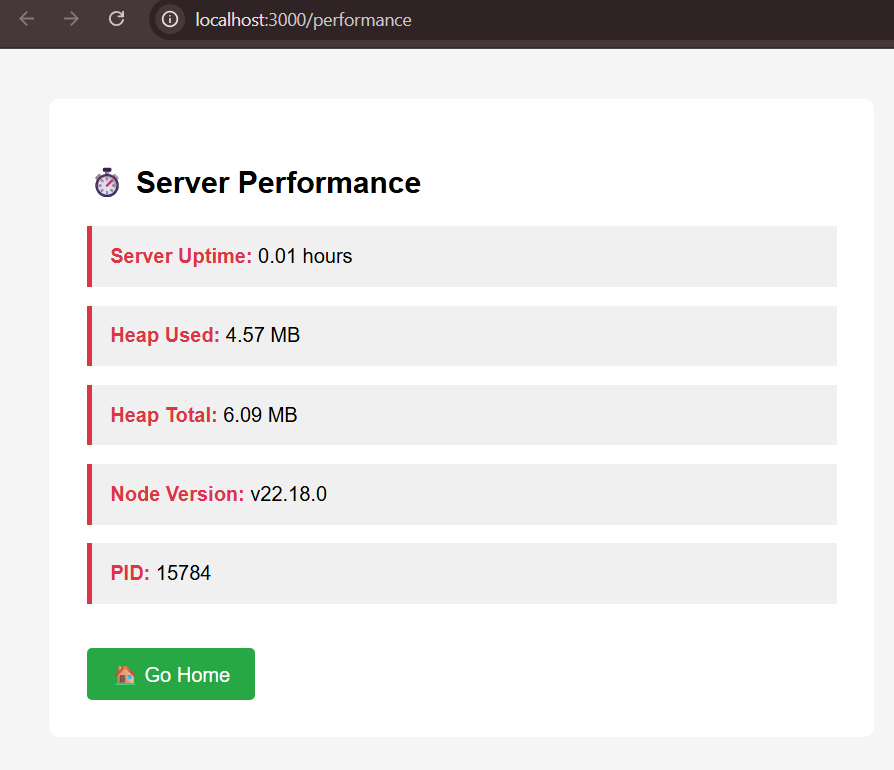 localhost:3000/performance
Server Performance
Server Uptime: 0.01 hours
Heap Used: 4.57 MB
Heap Total: 6.09 MB
Node Version: v22.18.0
PID: 15784
Go Home